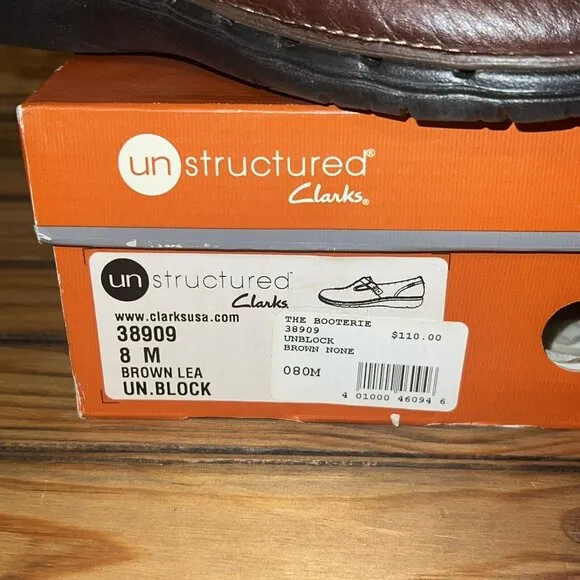 unstructured®
Clarks®
unstructured™
Clarks
www.clarksusa.com
38909
8 M
BROWN LEA
UN.BLOCK
THE BOOTERIE
38909 $110.00
UNBLOCK
BROWN NONE
080M
4 01000 46094 6